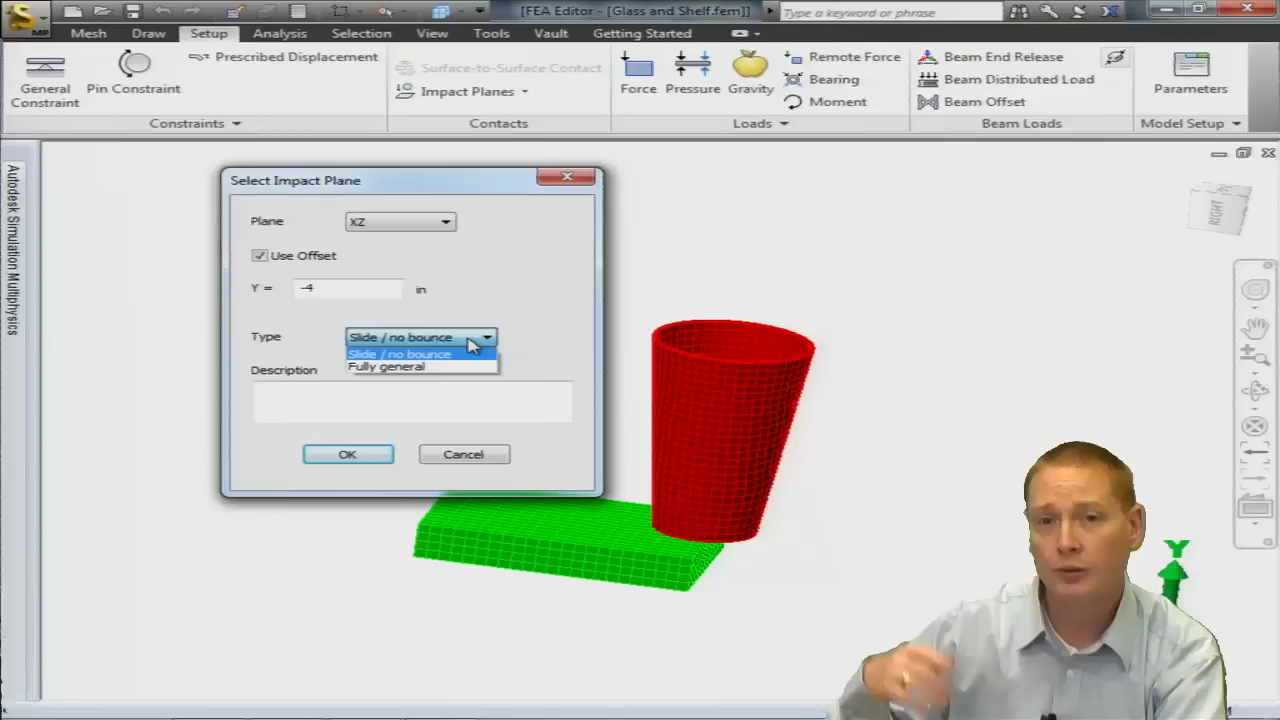 [FEA Editor - [Glass and Shelf.fem]]
Type a keyword or phrase
MP
Mesh Draw Setup Analysis Selection View Tools Vault Getting Started
General Constraint
Pin Constraint
Prescribed Displacement
Surface-to-Surface Contact
Impact Planes
Force
Pressure
Gravity
Remote Force
Bearing
Moment
Beam End Release
Beam Distributed Load
Beam Offset
Parameters
Constraints
Contacts
Loads
Beam Loads
Model Setup
Autodesk Simulation Multiphysics
RIGHT
Select Impact Plane
Plane XZ
Use Offset
Y = -4 in
Type Slide / no bounce
Slide / no bounce
Fully general
Description
OK Cancel
Y